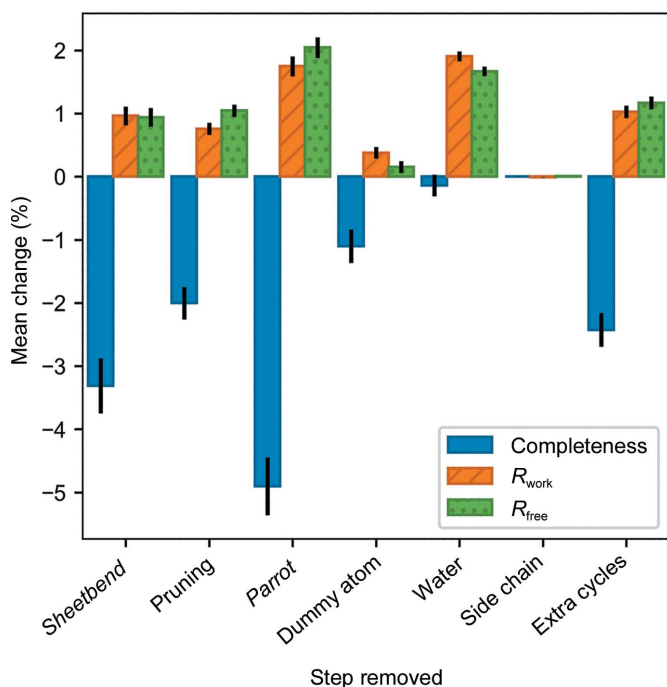 Mean change (%)
2
1
0
−1
−2
−3
−4
−5
Completeness
Rwork
Rfree
Sheetbend
Pruning
Parrot
Dummy atom
Water
Side chain
Extra cycles
Step removed